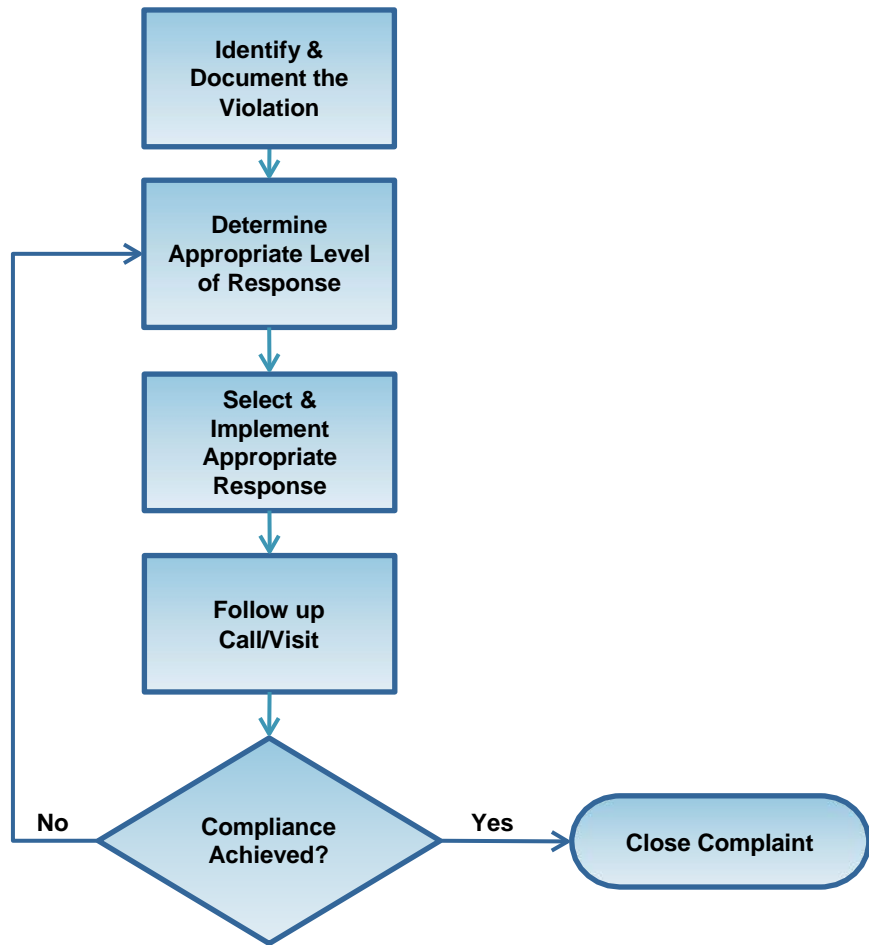 Identify &
Document the
Violation
Determine
Appropriate Level
of Response
Select &
Implement
Appropriate
Response
Follow up
Call/Visit
Compliance
Achieved?
No
Yes
Close Complaint